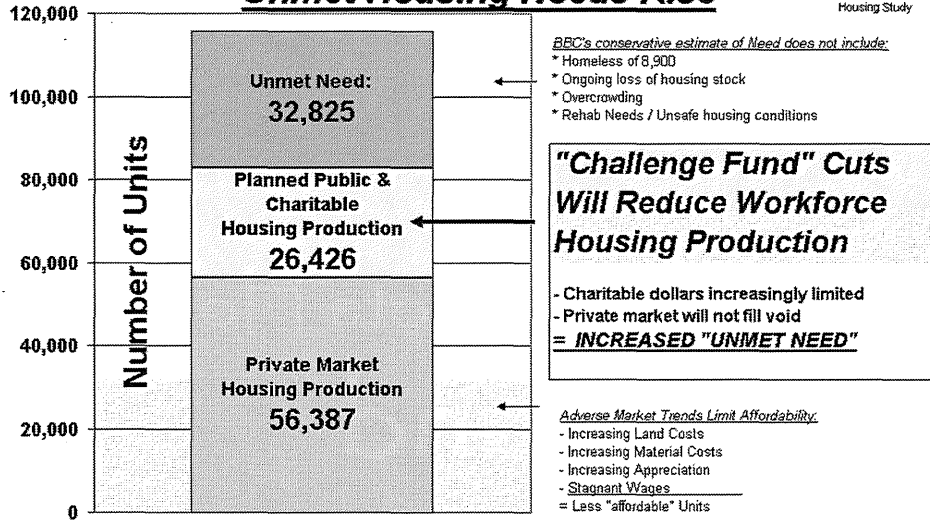 Housing Study
120,000
100,000
80,000
60,000
40,000
20,000
0
Number of Units
Unmet Need:
32,825
Planned Public &
Charitable
Housing Production
26,426
Private Market
Housing Production
56,387
BBC's conservative estimate of Need does not include:
* Homeless of 8,900
* Ongoing loss of housing stock
* Overcrowding
* Rehab Needs / Unsafe housing conditions
"Challenge Fund" Cuts
Will Reduce Workforce
Housing Production
- Charitable dollars increasingly limited
- Private market will not fill void
= INCREASED "UNMET NEED"
Adverse Market Trends Limit Affordability:
- Increasing Land Costs
- Increasing Material Costs
- Increasing Appreciation
- Stagnant Wages
= Less "affordable" Units